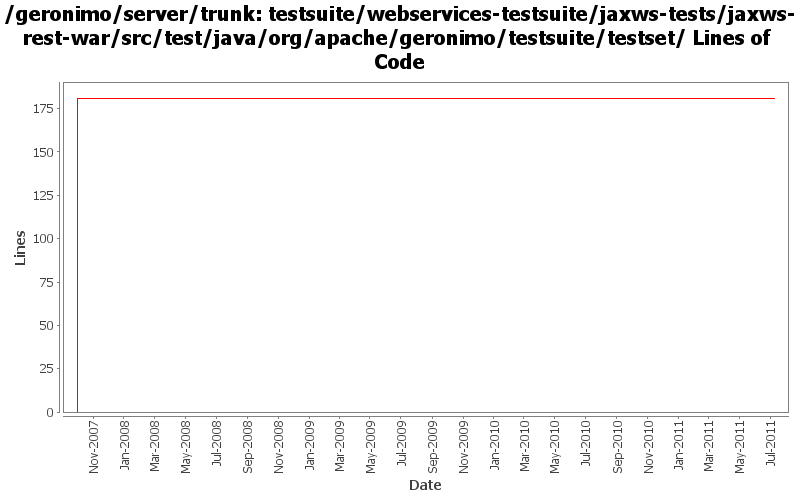 /geronimo/server/trunk: testsuite/webservices-testsuite/jaxws-tests/jaxws-
rest-war/src/test/java/org/apache/geronimo/testsuite/testset/ Lines of
Code
Lines
175
150
125
100
75
50
25
0
Nov-2007
Jan-2008
Mar-2008
May-2008
Jul-2008
Sep-2008
Nov-2008
Jan-2009
Mar-2009
May-2009
Jul-2009
Sep-2009
Nov-2009
Jan-2010
Mar-2010
May-2010
Jul-2010
Sep-2010
Nov-2010
Jan-2011
Mar-2011
May-2011
Jul-2011
Date